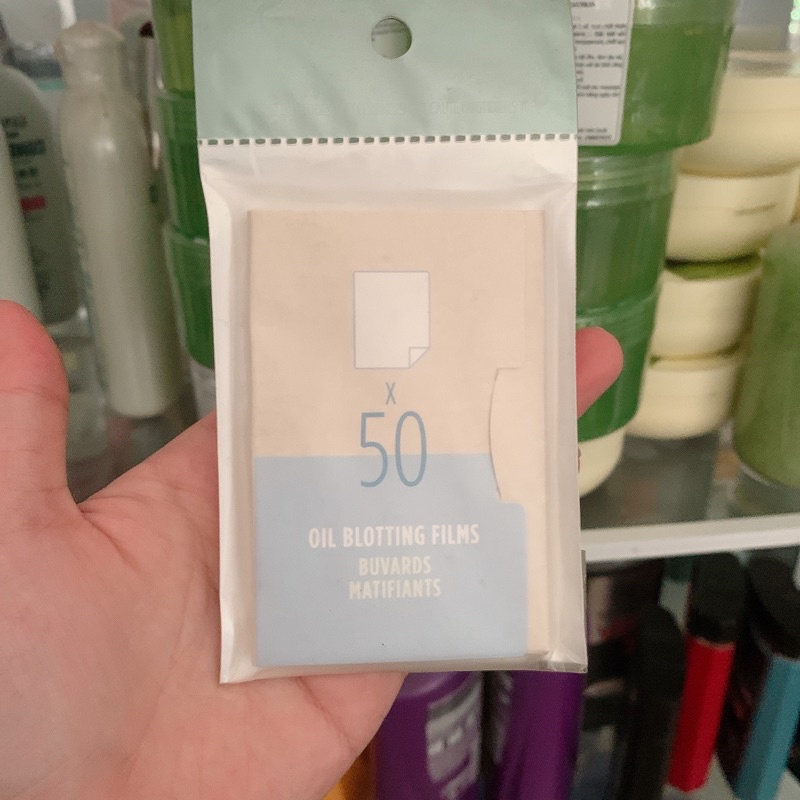 X
50
OIL BLOTTING FILMS
BUVARDS
MATIFIANTS